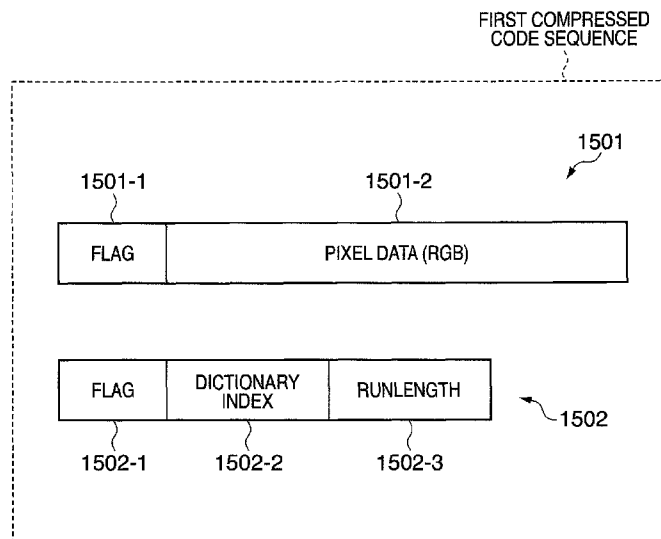 FIRST COMPRESSED
CODE SEQUENCE
1501
1501-1
1501-2
FLAG
PIXEL DATA (RGB)
FLAG
DICTIONARY
INDEX
RUNLENGTH
1502
1502-1
1502-2
1502-3